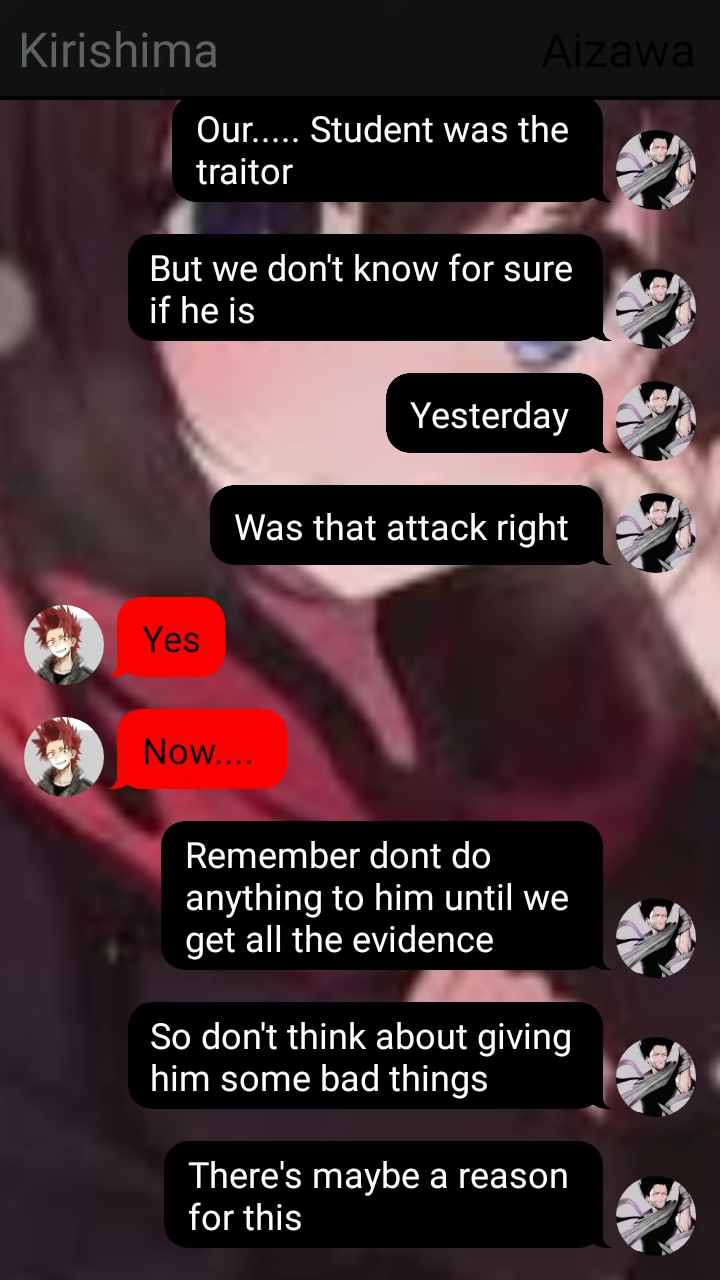 Kirishima
Aizawa
Our..... Student was the
traitor
But we don't know for sure
if he is
Yesterday
Was that attack right
Yes
Now....
Remember dont do
anything to him until we
get all the evidence
So don't think about giving
him some bad things
There's maybe a reason
for this